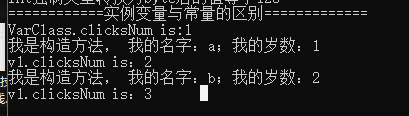 ============实例变量与常量的区别=============
VarClass.clicksNum is:1
我是构造方法， 我的名字：a；我的岁数：1
v1.clicksNum is：2
我是构造方法， 我的名字：b；我的岁数：2
v1.clicksNum is：3